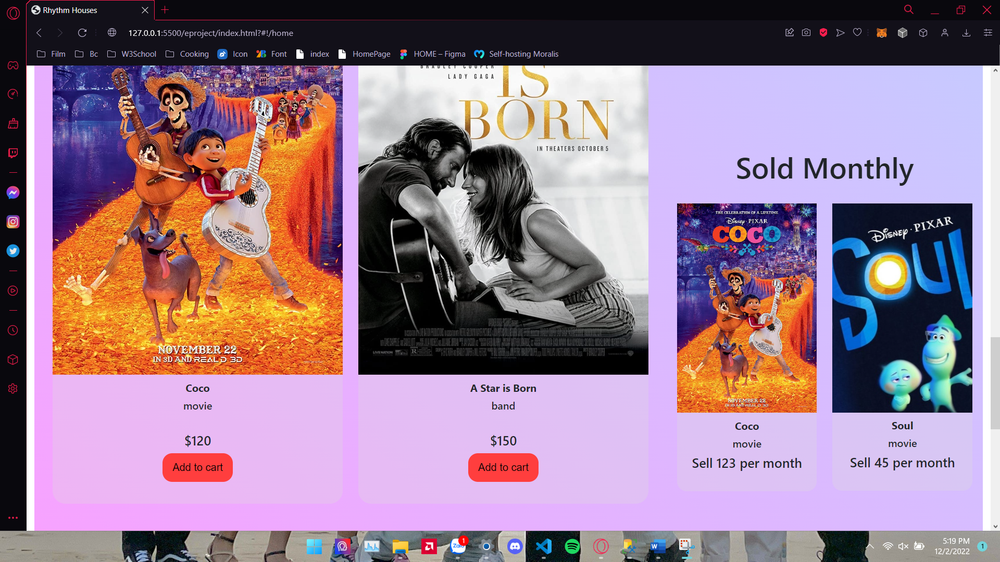 Rhythm Houses
127.0.0.1:5500/eproject/index.html?#!/home
Film
Bc
W3School
Cooking
Icon
Font
index
HomePage
HOME – Figma
Self-hosting Moralis
BRADLEY COOPER
LADY GAGA
IS
BORN
IN THEATERS OCTOBER 5
NOVEMBER 22
IN 3D AND REAL D 3D
LIVE NATION
R
Coco
movie
$120
Add to cart
A Star is Born
band
$150
Add to cart
Sold Monthly
THE CELEBRATION OF A LIFETIME
DISNEY · PIXAR
COCO
NOVEMBER 22
IN 3D AND REAL D 3D
Coco
movie
Sell 123 per month
DISNEY · PIXAR
SOUL
Soul
movie
Sell 45 per month
Zalo
1
W
5:19 PM
12/2/2022
1